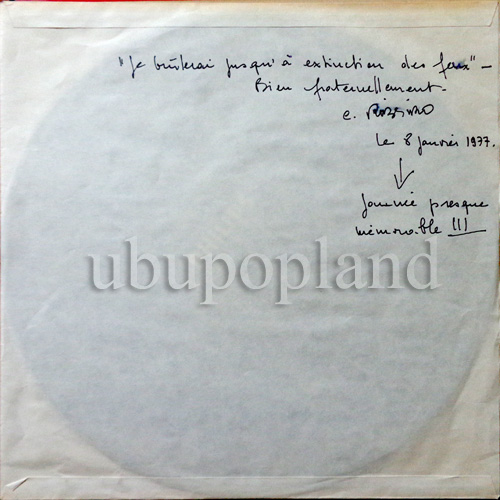 "Je brûlerai jusqu'à extinction des feux" –
Bien fraternellement.
C.
le 8 janvier 1977.
Journée presque
mémorable !!!
ubupopland